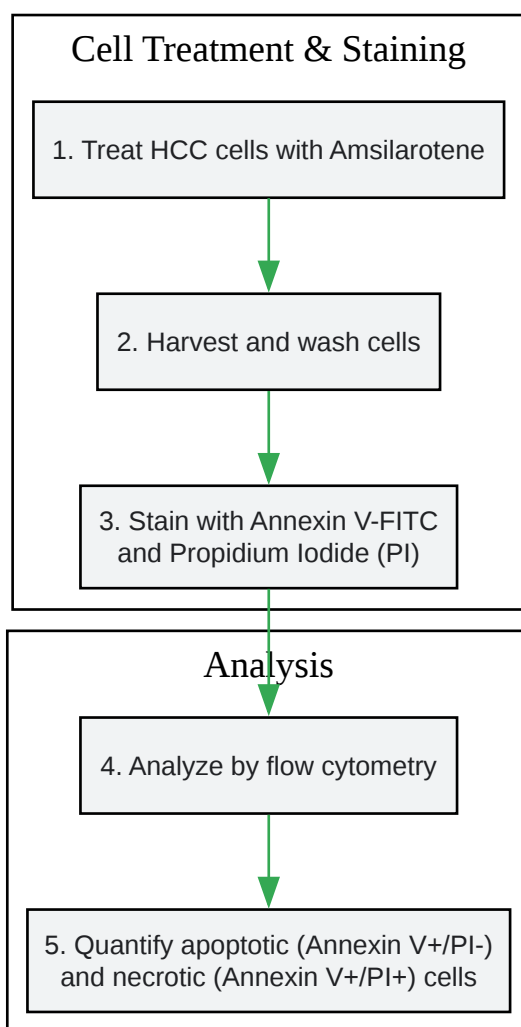 Cell Treatment & Staining
1. Treat HCC cells with Amsilarotene
2. Harvest and wash cells
3. Stain with Annexin V-FITC
and Propidium Iodide (PI)
Analysis
4. Analyze by flow cytometry
5. Quantify apoptotic (Annexin V+/PI-)
and necrotic (Annexin V+/PI+) cells